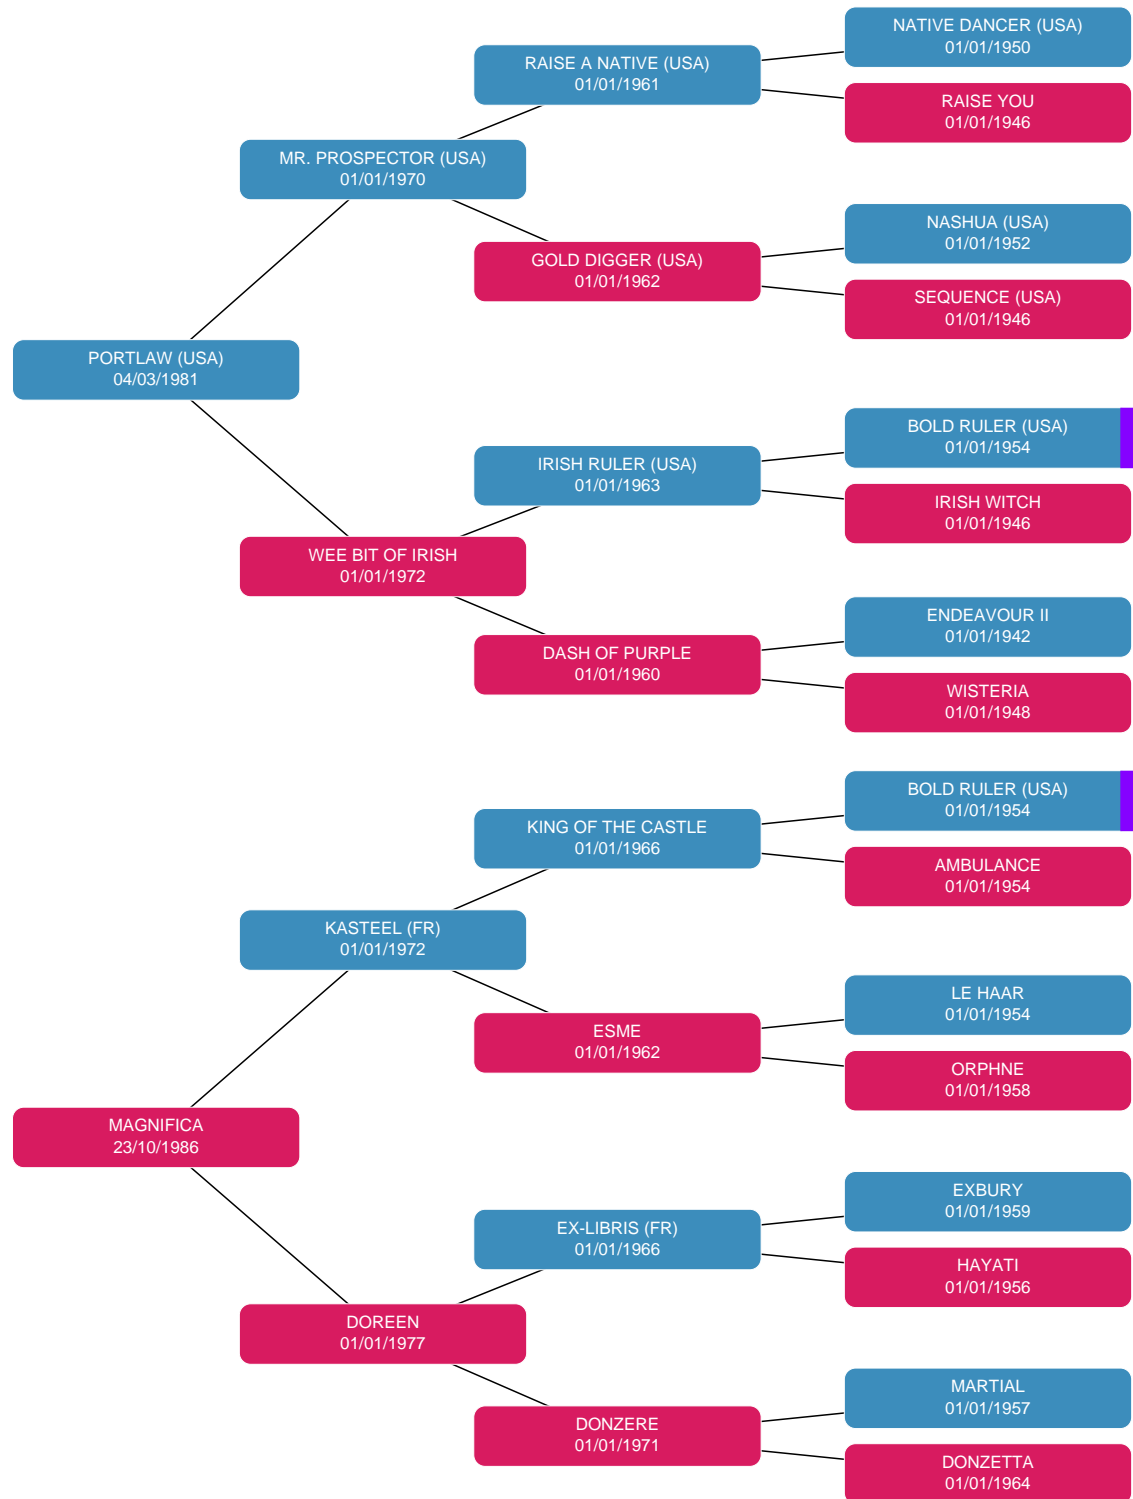 NATIVE DANCER (USA)
01/01/1950
RAISE A NATIVE (USA)
01/01/1961
RAISE YOU
01/01/1946
MR. PROSPECTOR (USA)
01/01/1970
NASHUA (USA)
01/01/1952
GOLD DIGGER (USA)
01/01/1962
SEQUENCE (USA)
01/01/1946
PORTLAW (USA)
04/03/1981
BOLD RULER (USA)
01/01/1954
IRISH RULER (USA)
01/01/1963
IRISH WITCH
01/01/1946
WEE BIT OF IRISH
01/01/1972
ENDEAVOUR II
01/01/1942
DASH OF PURPLE
01/01/1960
WISTERIA
01/01/1948
BOLD RULER (USA)
01/01/1954
KING OF THE CASTLE
01/01/1966
AMBULANCE
01/01/1954
KASTEEL (FR)
01/01/1972
LE HAAR
01/01/1954
ESME
01/01/1962
ORPHNE
01/01/1958
MAGNIFICA
23/10/1986
EXBURY
01/01/1959
EX-LIBRIS (FR)
01/01/1966
HAYATI
01/01/1956
DOREEN
01/01/1977
MARTIAL
01/01/1957
DONZERE
01/01/1971
DONZETTA
01/01/1964